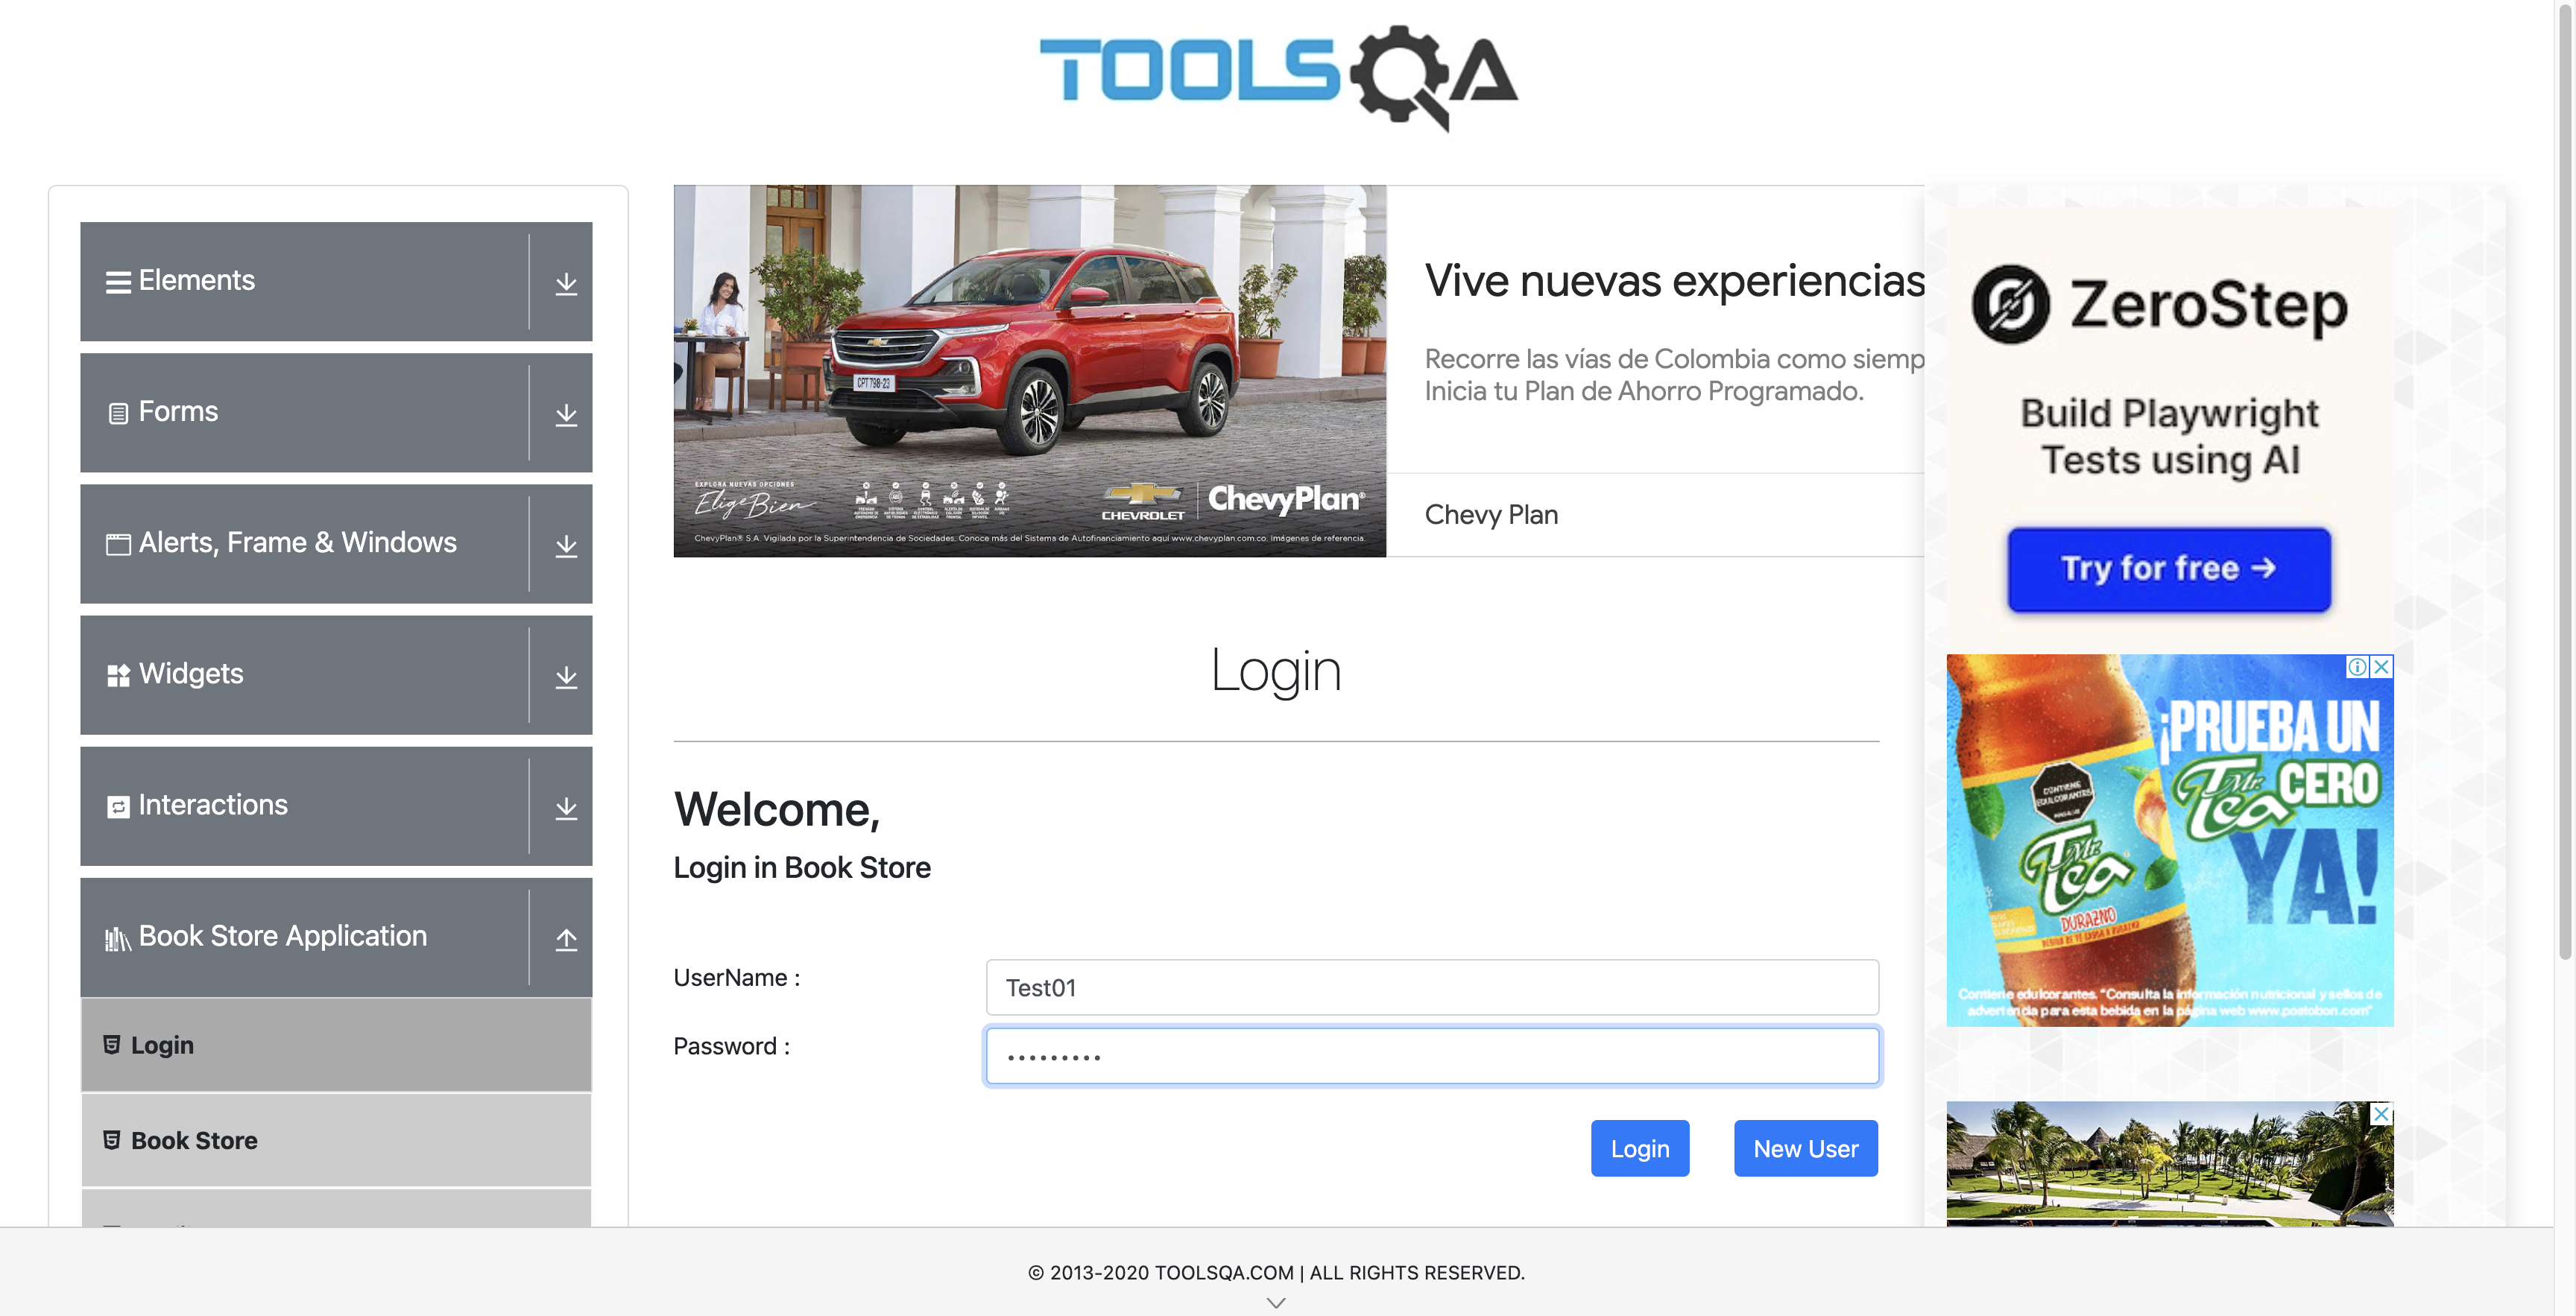 TOOLSQA
Elements
Forms
Alerts, Frame & Windows
Widgets
Interactions
Book Store Application
Login
Book Store
CPT 798-23
EXPLORA NUEVAS OPCIONES
Elige Bien
CHEVROLET
ChevyPlan®
ChevyPlan® S.A. Vigilada por la Superintendencia de Sociedades. Conoce más del Sistema de Autofinanciamiento aquí www.chevyplan.com.co. Imágenes de referencia.
Vive nuevas experiencias
Recorre las vías de Colombia como siemp
Inicia tu Plan de Ahorro Programado.
Chevy Plan
Login
Welcome,
Login in Book Store
UserName :
Test01
Password :
Login
New User
ZeroStep
Build Playwright
Tests using AI
Try for free →
¡PRUEBA UN
Mr. Tea CERO
YA!
CONTIENE
EDULCORANTES
Mr. Tea
DURAZNO
Contiene edulcorantes. "Consulta la información nutricional y sellos de
advertencia para esta bebida en la página web www.postobon.com"
© 2013-2020 TOOLSQA.COM | ALL RIGHTS RESERVED.